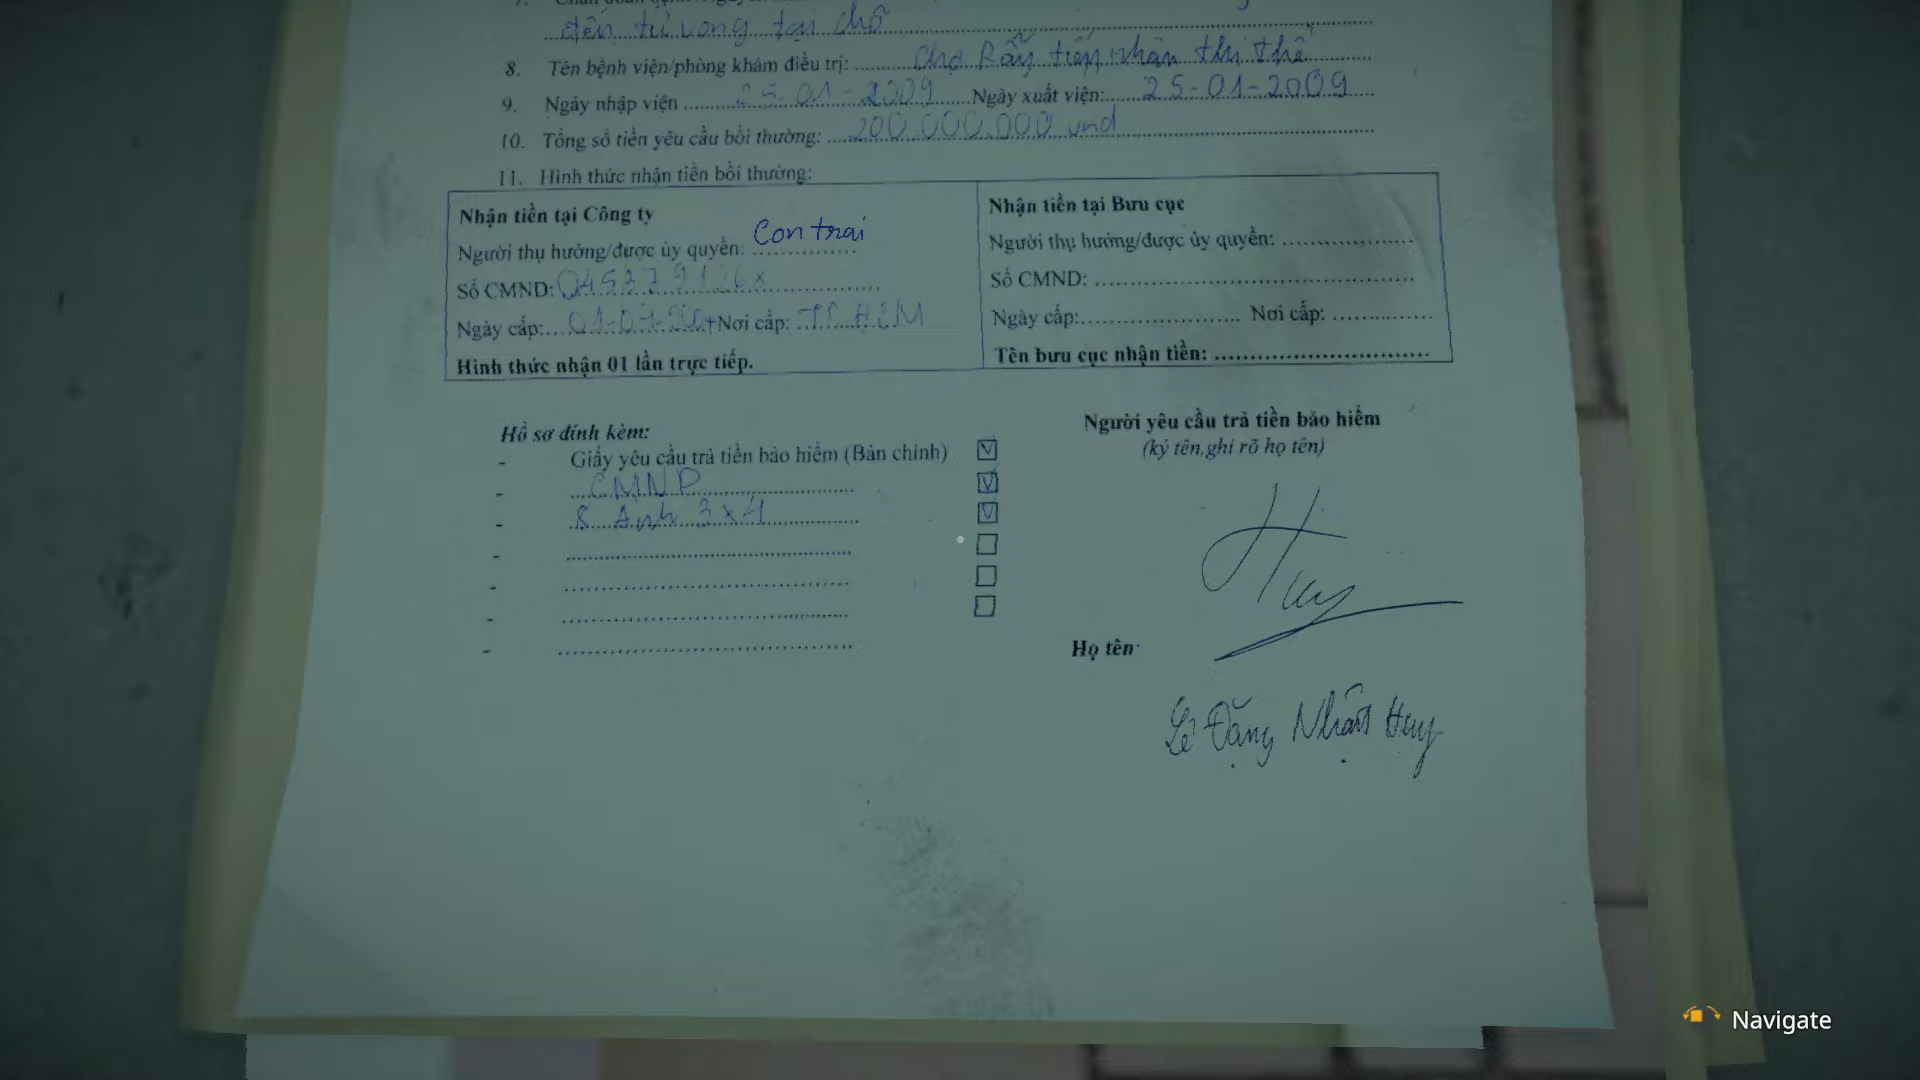 đến tử vong tại chỗ
8. Tên bệnh viện/phòng khám điều trị: Chợ Rẫy tiếp nhận thi thể
9. Ngày nhập viện 25-01-2009 Ngày xuất viện: 25-01-2009
10. Tổng số tiền yêu cầu bồi thường: 200.000.000 vnd
11. Hình thức nhận tiền bồi thường:
Nhận tiền tại Công ty
Người thụ hưởng/được ủy quyền: Con trai
Số CMND:
Ngày cấp: Nơi cấp: TP HCM
Hình thức nhận 01 lần trực tiếp.
Nhận tiền tại Bưu cục
Người thụ hưởng/được ủy quyền:
Số CMND:
Ngày cấp: Nơi cấp:
Tên bưu cục nhận tiền:
Hồ sơ đính kèm:
- Giấy yêu cầu trả tiền bảo hiểm (Bản chính)
- CMND
- 8 Ảnh 3x4
Người yêu cầu trả tiền bảo hiểm
(ký tên,ghi rõ họ tên)
Huy
Họ tên
Lê Đặng Nhật Huy
Navigate